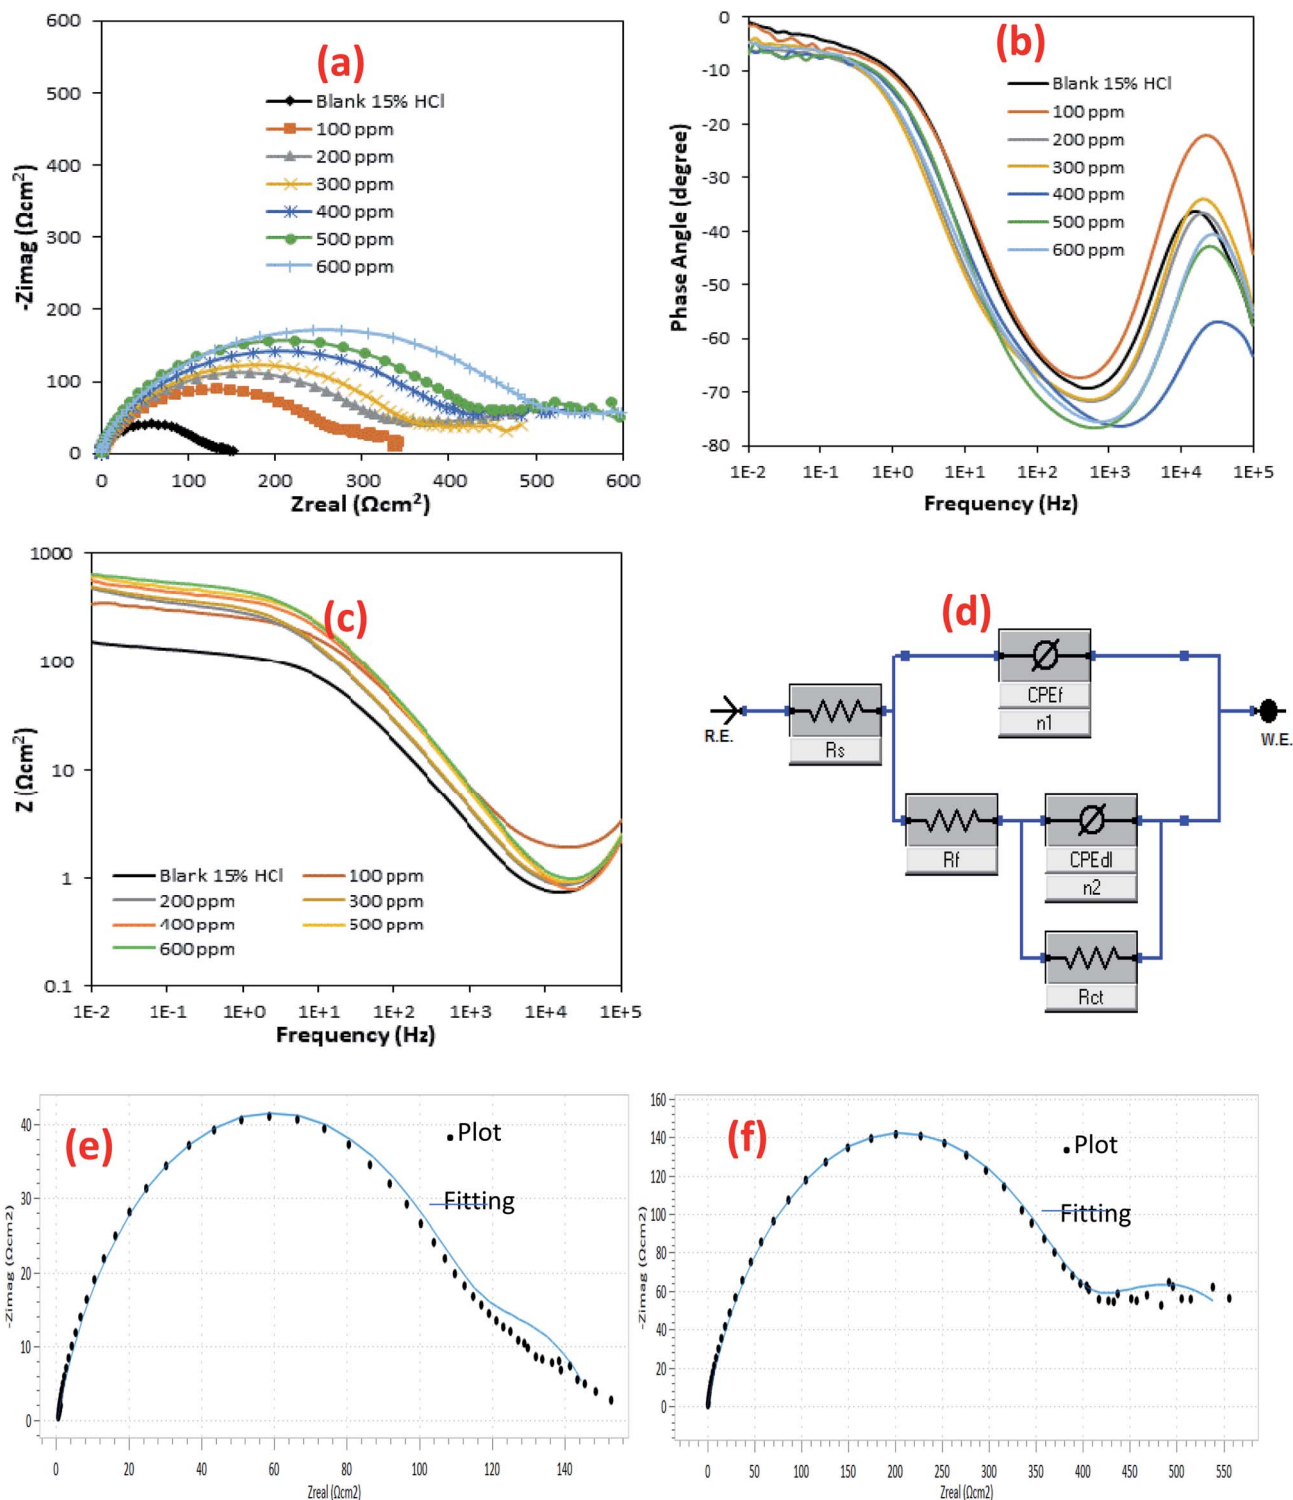 (a)
600
500
400
300
200
100
0
-Zimag (Ωcm²)
Blank 15% HCl
100 ppm
200 ppm
300 ppm
400 ppm
500 ppm
600 ppm
0 100 200 300 400 500 600
Zreal (Ωcm²)
(b)
0
-10
-20
-30
-40
-50
-60
-70
-80
Phase Angle (degree)
Blank 15% HCl
100 ppm
200 ppm
300 ppm
400 ppm
500 ppm
600 ppm
1E-2 1E-1 1E+0 1E+1 1E+2 1E+3 1E+4 1E+5
Frequency (Hz)
(c)
1000
100
10
1
0.1
Z (Ωcm²)
Blank 15% HCl 100 ppm
200 ppm 300 ppm
400 ppm 500 ppm
600 ppm
1E-2 1E-1 1E+0 1E+1 1E+2 1E+3 1E+4 1E+5
Frequency (Hz)
(d)
R.E.
Rs
CPEf
n1
W.E.
Rf
CPEdl
n2
Rct
(e)
40
30
20
10
0
-Zimag (Ωcm2)
Plot
Fitting
0 20 40 60 80 100 120 140
Zreal (Ωcm2)
(f)
160
140
120
100
80
60
40
20
0
-Zimag (Ωcm2)
Plot
Fitting
0 50 100 150 200 250 300 350 400 450 500 550
Zreal (Ωcm2)